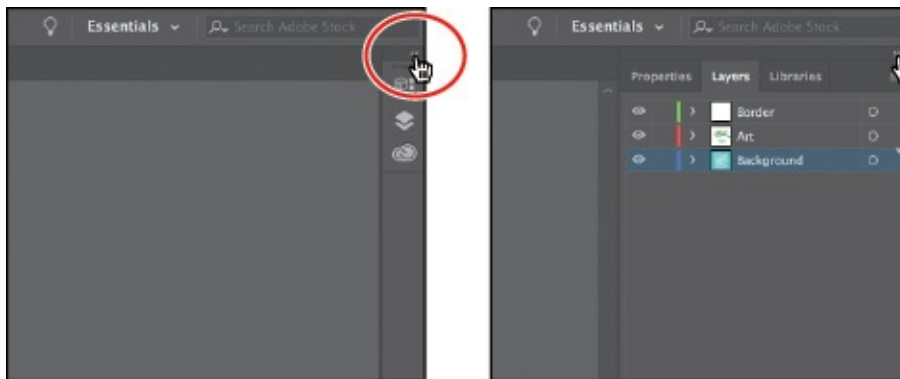 Essentials
Search Adobe Stock
Essentials
Search Adobe Stock
Properties Layers Libraries
Border
Art
Background